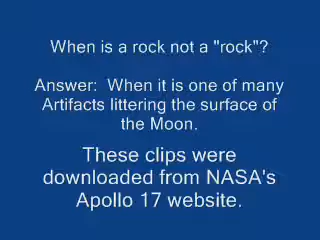 When is a rock not a "rock"?
Answer:  When it is one of many
Artifacts littering the surface of
the Moon.
These clips were
downloaded from NASA's
Apollo 17 website.